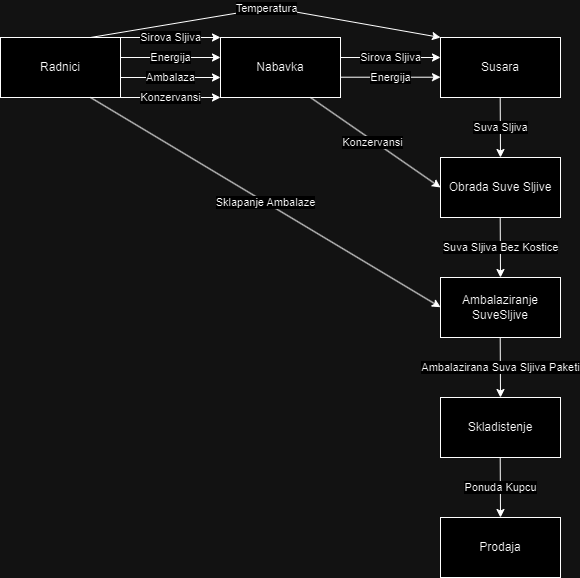 Temperatura
Sirova Sljiva
Energija
Ambalaza
Konzervansi
Radnici
Nabavka
Sirova Sljiva
Energija
Susara
Suva Sljiva
Konzervansi
Obrada Suve Sljive
Sklapanje Ambalaze
Suva Sljiva Bez Kostice
Ambalaziranje
SuveSljive
Ambalazirana Suva Sljiva Paketi
Skladistenje
Ponuda Kupcu
Prodaja